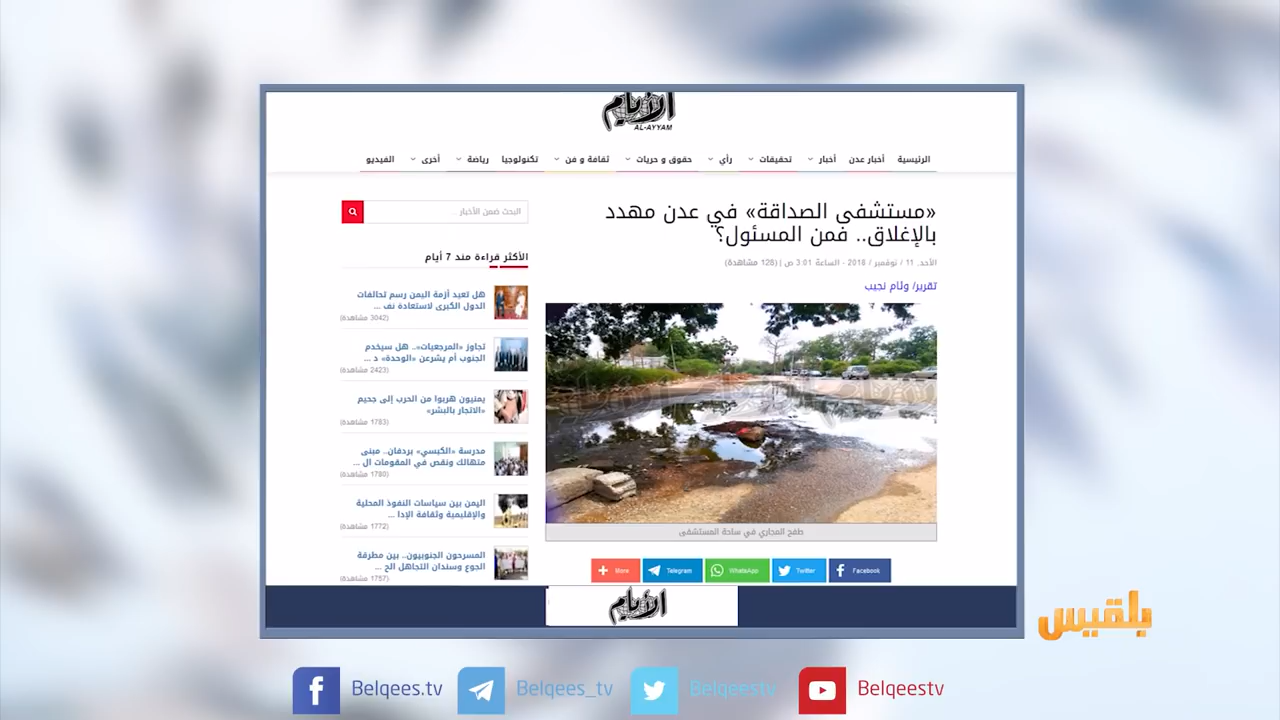 الأيام
AL-AYYAM
الرئيسية أخبار عدن أخبار تحقيقات رأي حقوق و حريات ثقافة و فن تكنولوجيا رياضة أخرى الفيديو
«مستشفى الصداقة» في عدن مهدد
بالإغلاق.. فمن المسئول؟
الأحد, 11 / نوفمبر / 2018 - الساعة 3:01 ص | (128 مشاهدة)
تقرير/ وئام نجيب
طفح المجاري في ساحة المستشفى
More
Telegram
WhatsApp
Twitter
Facebook
البحث ضمن الأخبار ..
الأكثر قراءة منذ 7 أيام
هل تعيد أزمة اليمن رسم تحالفات
الدول الكبرى لاستعادة نف ...
(3042 مشاهدة)
تجاوز «المرجعيات».. هل سيخدم
الجنوب أم يشرعن «الوحدة» د ...
(2423 مشاهدة)
يمنيون هربوا من الحرب إلى جحيم
«الاتجار بالبشر»
(1783 مشاهدة)
مدرسة «الكبسي» بردفان.. مبنى
متهالك ونقص في المقومات ال ...
(1780 مشاهدة)
اليمن بين سياسات النفوذ المحلية
والإقليمية وثقافة الإدا ...
(1772 مشاهدة)
المسرحون الجنوبيون.. بين مطرقة
الجوع وسندان التجاهل الح ...
(1757 مشاهدة)
الأيام
بلقيس
Belqees.tv
Belqees_tv
Belqeestv
Belqeestv